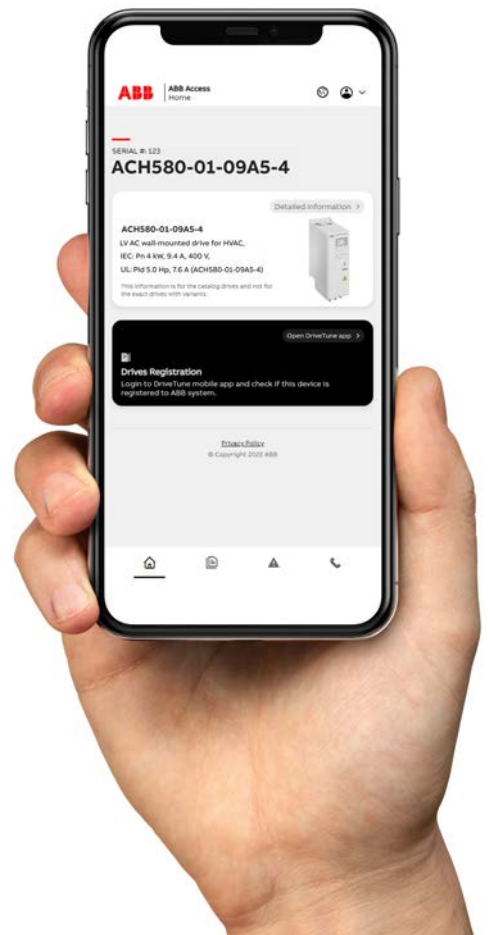 ABB
ABB Access
Home
SERIAL #: 123
ACH580-01-09A5-4
Detailed Information >
ACH580-01-09A5-4
LV AC wall-mounted drive for HVAC,
IEC: Pn 4 kW, 9.4 A, 400 V,
UL: Pld 5.0 Hp, 7.6 A (ACH580-01-09A5-4)
This information is for the catalog drives and not for
the exact drives with variants.
Open DriveTune app >
Drives Registration
Login to DriveTune mobile app and check if this device is
registered to ABB system.
Privacy Policy
© Copyright 2023 ABB